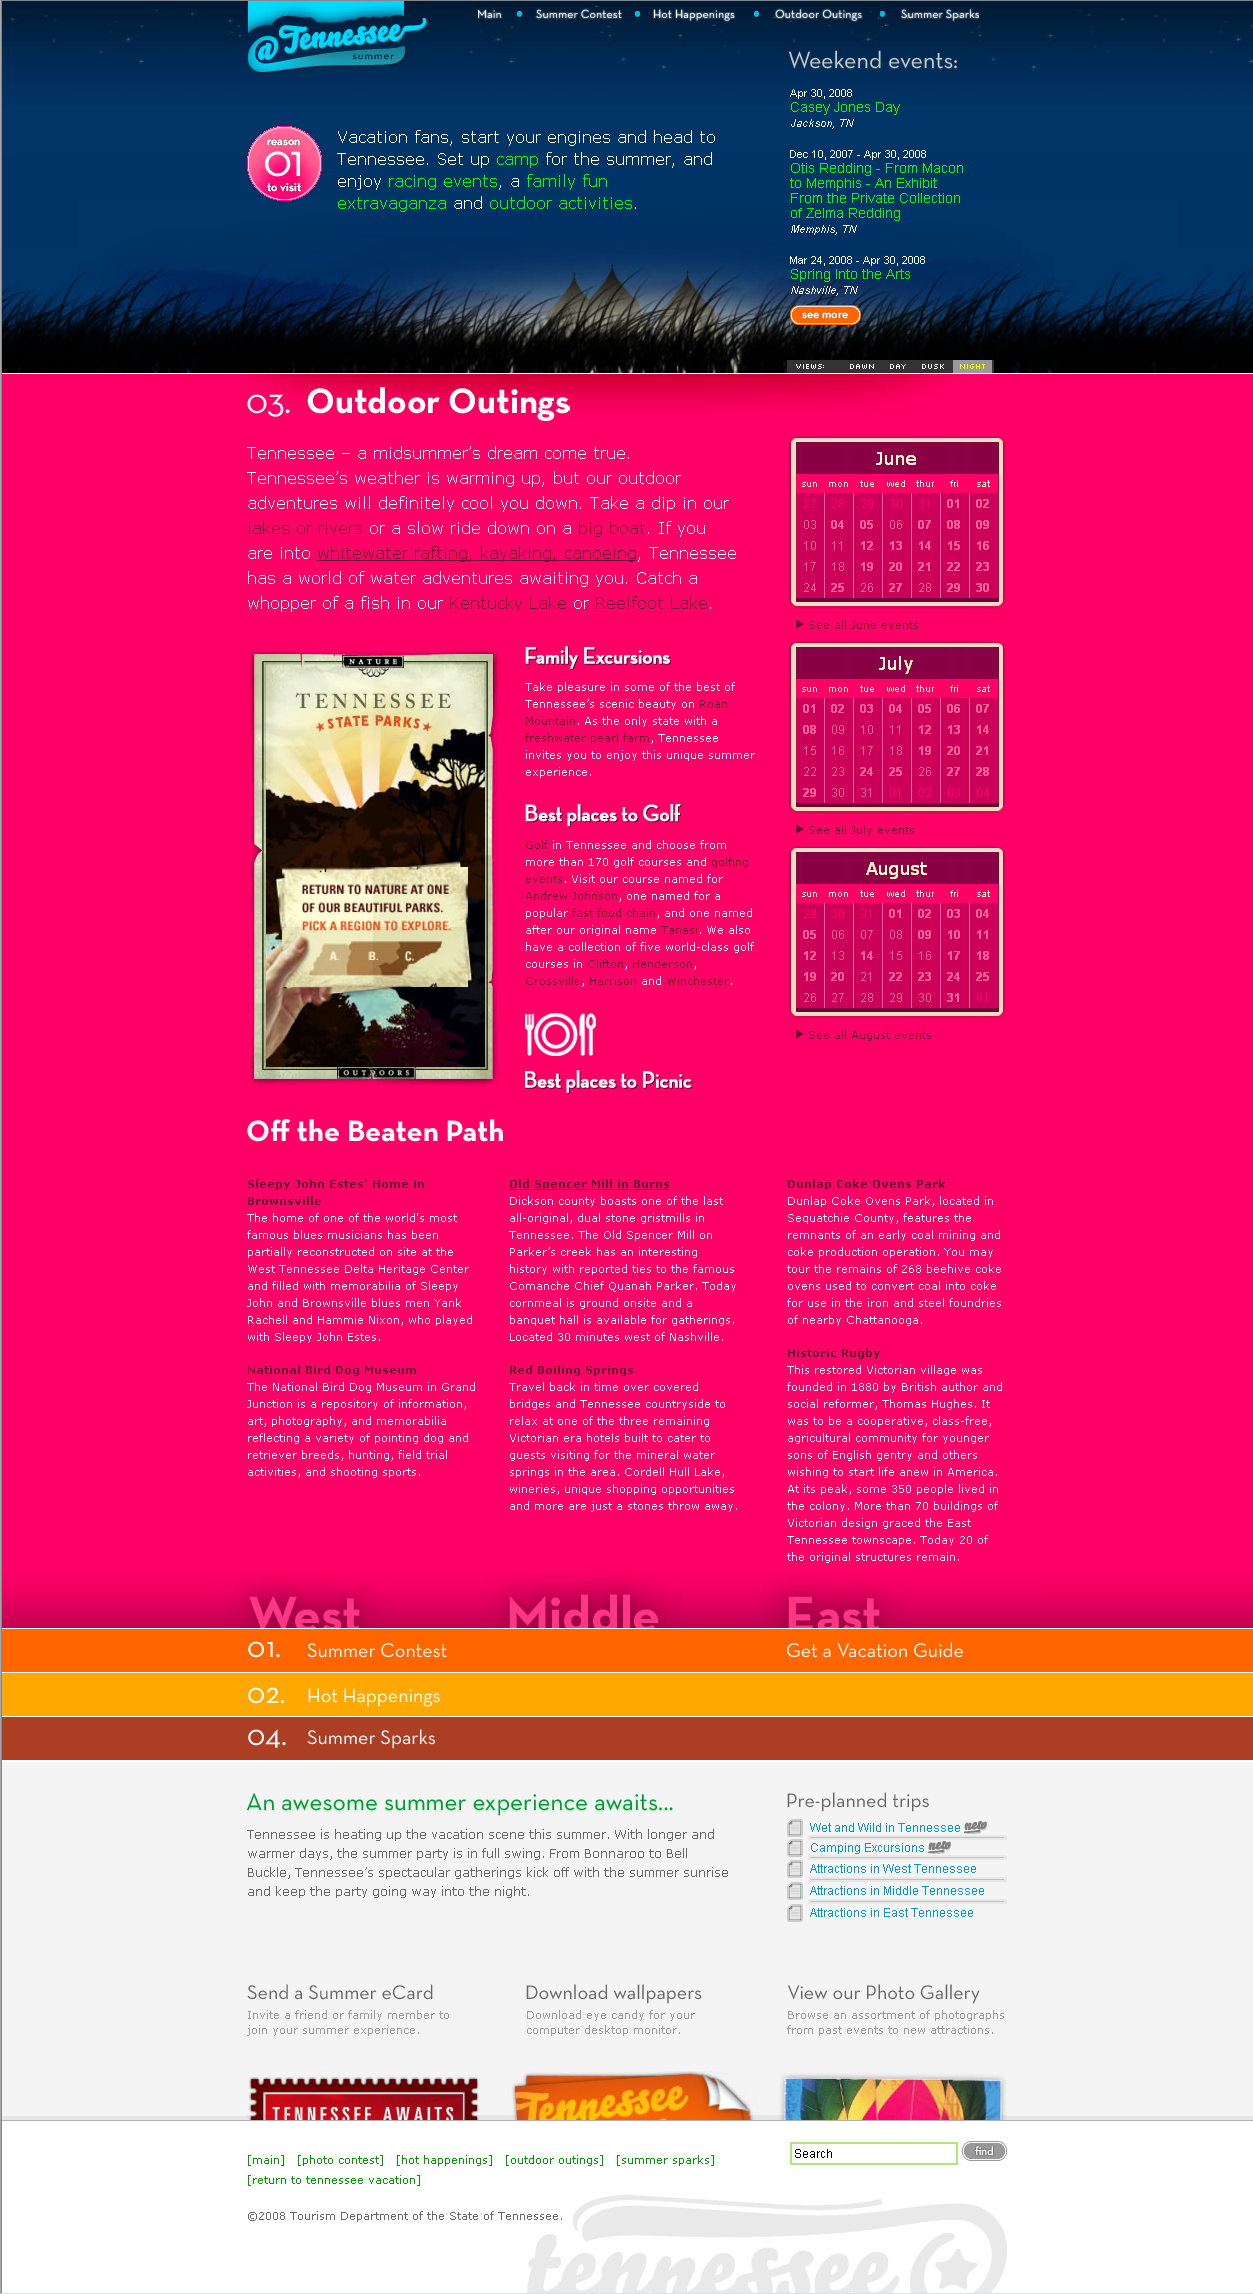 @Tennessee
summer
Main
Summer Contest
Hot Happenings
Outdoor Outings
Summer Sparks
reason
01
to visit
Vacation fans, start your engines and head to
Tennessee. Set up camp for the summer, and
enjoy racing events, a family fun
extravaganza and outdoor activities.
Weekend events:
Apr 30, 2008
Casey Jones Day
Jackson, TN
Dec 10, 2007 - Apr 30, 2008
Otis Redding - From Macon
to Memphis - An Exhibit
From the Private Collection
of Zelma Redding
Memphis, TN
Mar 24, 2008 - Apr 30, 2008
Spring Into the Arts
Nashville, TN
see more
VIEWS: DAWN DAY DUSK NIGHT
03. Outdoor Outings
Tennessee – a midsummer's dream come true.
Tennessee's weather is warming up, but our outdoor
adventures will definitely cool you down. Take a dip in our
lakes or rivers or a slow ride down on a big boat. If you
are into whitewater rafting, kayaking, canoeing, Tennessee
has a world of water adventures awaiting you. Catch a
whopper of a fish in our Kentucky Lake or Reelfoot Lake.
NATURE
TENNESSEE
STATE PARKS
RETURN TO NATURE AT ONE
OF OUR BEAUTIFUL PARKS.
PICK A REGION TO EXPLORE.
A. B. C.
OUTDOORS
Family Excursions
Take pleasure in some of the best of
Tennessee's scenic beauty on Roan
Mountain. As the only state with a
freshwater pearl farm, Tennessee
invites you to enjoy this unique summer
experience.
Best places to Golf
Golf in Tennessee and choose from
more than 170 golf courses and golfing
events. Visit our course named for
Andrew Johnson, one named for a
popular fast food chain, and one named
after our original name Tanasi. We also
have a collection of five world-class golf
courses in Clifton, Henderson,
Crossville, Harrison and Winchester.
Best places to Picnic
June
sun mon tue wed thur fri sat
27 28 29 30 31 01 02
03 04 05 06 07 08 09
10 11 12 13 14 15 16
17 18 19 20 21 22 23
24 25 26 27 28 29 30
See all June events
July
sun mon tue wed thur fri sat
01 02 03 04 05 06 07
08 09 10 11 12 13 14
15 16 17 18 19 20 21
22 23 24 25 26 27 28
29 30 31 01 02 03 04
See all July events
August
sun mon tue wed thur fri sat
29 30 31 01 02 03 04
05 06 07 08 09 10 11
12 13 14 15 16 17 18
19 20 21 22 23 24 25
26 27 28 29 30 31 01
See all August events
Off the Beaten Path
Sleepy John Estes' Home in
Brownsville
The home of one of the world's most
famous blues musicians has been
partially reconstructed on site at the
West Tennessee Delta Heritage Center
and filled with memorabilia of Sleepy
John and Brownsville blues men Yank
Rachell and Hammie Nixon, who played
with Sleepy John Estes.
National Bird Dog Museum
The National Bird Dog Museum in Grand
Junction is a repository of information,
art, photography, and memorabilia
reflecting a variety of pointing dog and
retriever breeds, hunting, field trial
activities, and shooting sports.
West
Old Spencer Mill in Burns
Dickson county boasts one of the last
all-original, dual stone gristmills in
Tennessee. The Old Spencer Mill on
Parker's creek has an interesting
history with reported ties to the famous
Comanche Chief Quanah Parker. Today
cornmeal is ground onsite and a
banquet hall is available for gatherings.
Located 30 minutes west of Nashville.
Red Boiling Springs
Travel back in time over covered
bridges and Tennessee countryside to
relax at one of the three remaining
Victorian era hotels built to cater to
guests visiting for the mineral water
springs in the area. Cordell Hull Lake,
wineries, unique shopping opportunities
and more are just a stones throw away.
Middle
Dunlap Coke Ovens Park
Dunlap Coke Ovens Park, located in
Sequatchie County, features the
remnants of an early coal mining and
coke production operation. You may
tour the remains of 268 beehive coke
ovens used to convert coal into coke
for use in the iron and steel foundries
of nearby Chattanooga.
Historic Rugby
This restored Victorian village was
founded in 1880 by British author and
social reformer, Thomas Hughes. It
was to be a cooperative, class-free,
agricultural community for younger
sons of English gentry and others
wishing to start life anew in America.
At its peak, some 350 people lived in
the colony. More than 70 buildings of
Victorian design graced the East
Tennessee townscape. Today 20 of
the original structures remain.
East
01. Summer Contest
Get a Vacation Guide
02. Hot Happenings
04. Summer Sparks
An awesome summer experience awaits...
Tennessee is heating up the vacation scene this summer. With longer and
warmer days, the summer party is in full swing. From Bonnaroo to Bell
Buckle, Tennessee's spectacular gatherings kick off with the summer sunrise
and keep the party going way into the night.
Pre-planned trips
Wet and Wild in Tennessee new
Camping Excursions new
Attractions in West Tennessee
Attractions in Middle Tennessee
Attractions in East Tennessee
Send a Summer eCard
Invite a friend or family member to
join your summer experience.
TENNESSEE AWAITS
Download wallpapers
Download eye candy for your
computer desktop monitor.
Tennessee
View our Photo Gallery
Browse an assortment of photographs
from past events to new attractions.
[main] [photo contest] [hot happenings] [outdoor outings] [summer sparks]
[return to tennessee vacation]
Search
find
©2008 Tourism Department of the State of Tennessee.
tennessee